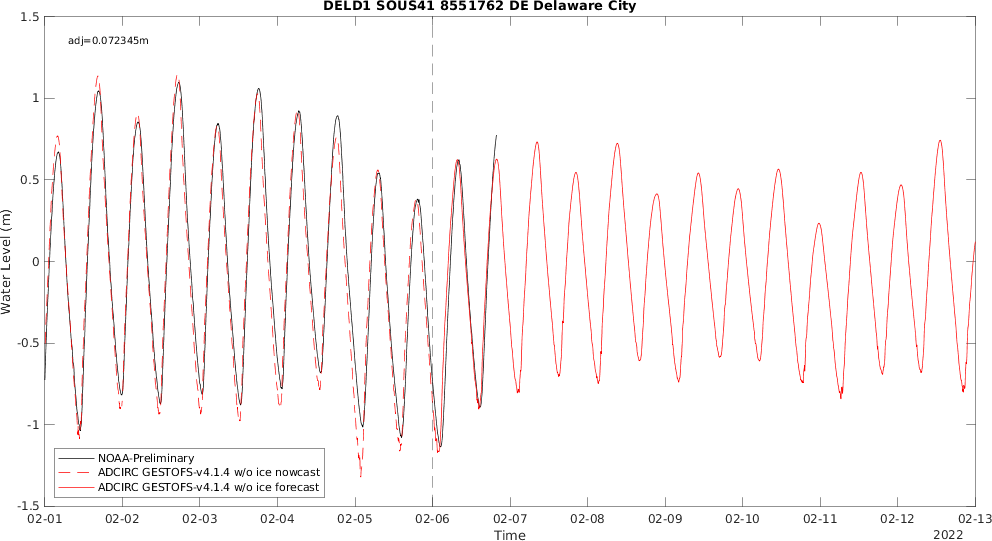 DELD1 SOUS41 8551762 DE Delaware City
adj=0.072345m
1.5
1
0.5
0
-0.5
-1
-1.5
Water Level (m)
NOAA-Preliminary
ADCIRC GESTOFS-v4.1.4 w/o ice nowcast
ADCIRC GESTOFS-v4.1.4 w/o ice forecast
02-01 02-02 02-03 02-04 02-05 02-06 02-07 02-08 02-09 02-10 02-11 02-12 02-13
Time
2022